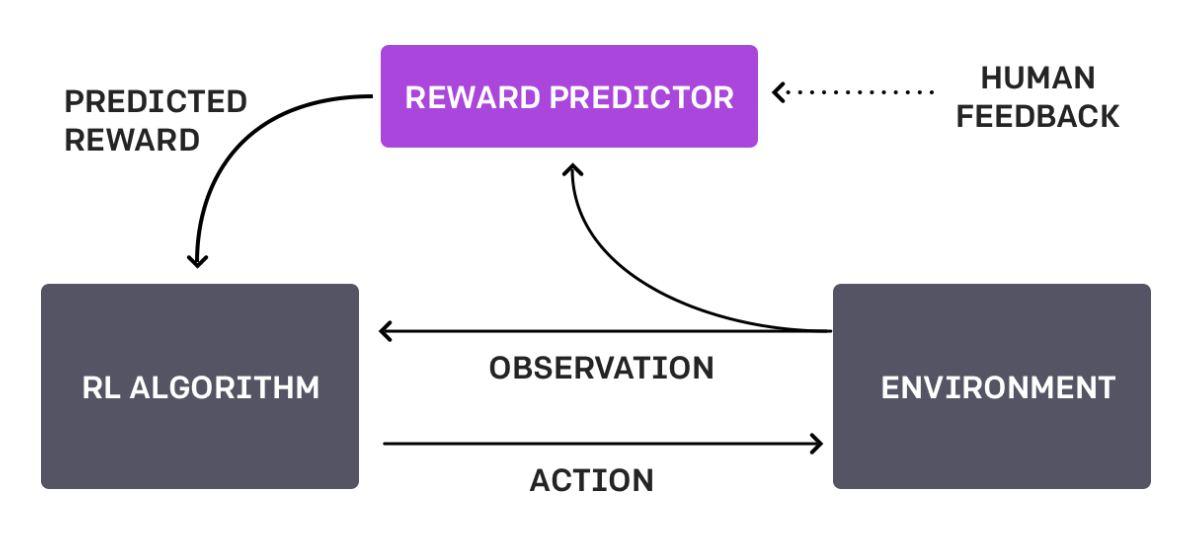 PREDICTED
REWARD
REWARD PREDICTOR
HUMAN
FEEDBACK
RL ALGORITHM
OBSERVATION
ACTION
ENVIRONMENT